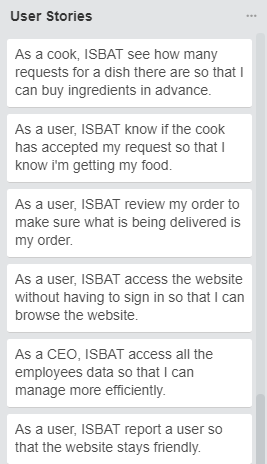 User Stories
As a cook, ISBAT see how many
requests for a dish there are so that I
can buy ingredients in advance.
As a user, ISBAT know if the cook
has accepted my request so that I
know i'm getting my food.
As a user, ISBAT review my order to
make sure what is being delivered is
my order.
As a user, ISBAT access the website
without having to sign in so that I can
browse the website.
As a CEO, ISBAT access all the
employees data so that I can
manage more efficiently.
As a user, ISBAT report a user so
that the website stays friendly.